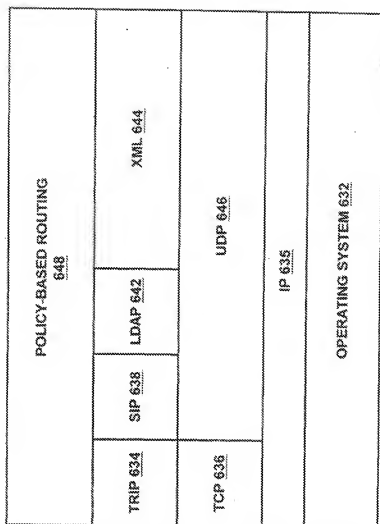 POLICY-BASED ROUTING
648
TRIP 634
SIP 638
LDAP 642
XML 644
TCP 636
UDP 646
IP 635
OPERATING SYSTEM 632